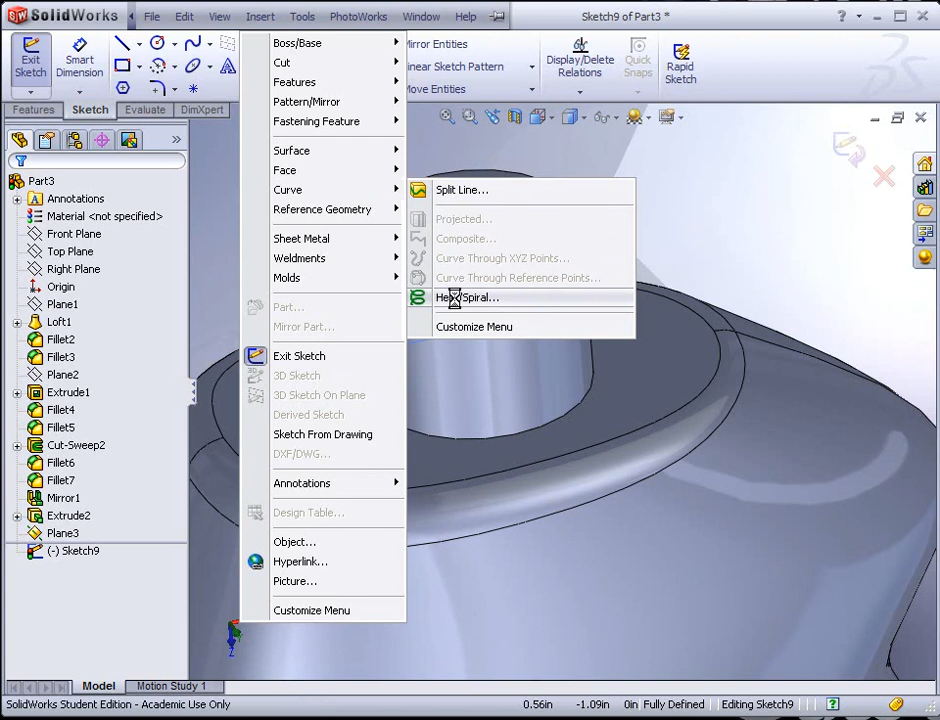 SolidWorks File Edit View Insert Tools PhotoWorks Window Help Sketch9 of Part3 * ?
Exit Sketch
Smart Dimension
Mirror Entities
Linear Sketch Pattern
Move Entities
Display/Delete Relations
Quick Snaps
Rapid Sketch
Features Sketch Evaluate DimXpert
Part3
Annotations
Material <not specified>
Front Plane
Top Plane
Right Plane
Origin
Plane1
Loft1
Fillet2
Fillet3
Plane2
Extrude1
Fillet4
Fillet5
Cut-Sweep2
Fillet6
Fillet7
Mirror1
Extrude2
Plane3
(-) Sketch9
Boss/Base
Cut
Features
Pattern/Mirror
Fastening Feature
Surface
Face
Curve
Reference Geometry
Sheet Metal
Weldments
Molds
Part...
Mirror Part...
Exit Sketch
3D Sketch
3D Sketch On Plane
Derived Sketch
Sketch From Drawing
DXF/DWG...
Annotations
Design Table...
Object...
Hyperlink...
Picture...
Customize Menu
Split Line...
Projected...
Composite...
Curve Through XYZ Points...
Curve Through Reference Points...
Helix/Spiral...
Customize Menu
Z
Model Motion Study 1
SolidWorks Student Edition - Academic Use Only 0.56in -1.09in 0in Fully Defined Editing Sketch9 ?